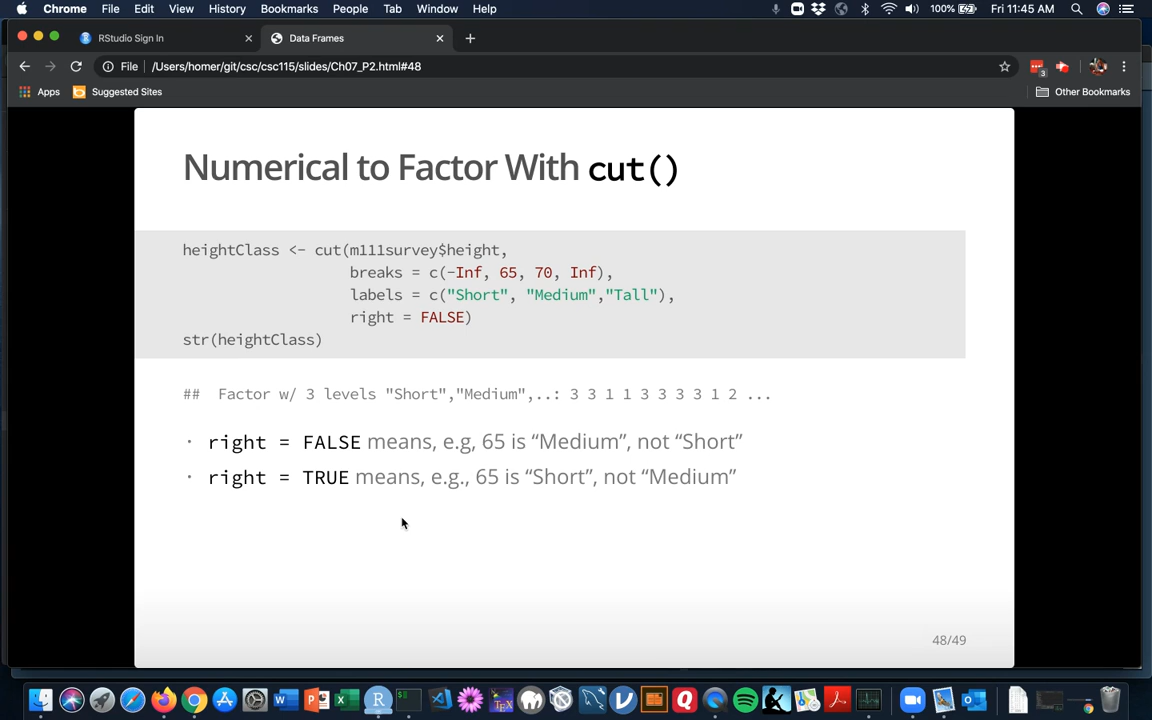 Chrome File Edit View History Bookmarks People Tab Window Help 100% Fri 11:45 AM
RStudio Sign In Data Frames
File /Users/homer/git/csc/csc115/slides/Ch07_P2.html#48
3
Apps Suggested Sites Other Bookmarks
Numerical to Factor With cut()
heightClass <- cut(m111survey$height,
breaks = c(-Inf, 65, 70, Inf),
labels = c("Short", "Medium","Tall"),
right = FALSE)
str(heightClass)
## Factor w/ 3 levels "Short","Medium",..: 3 3 1 1 3 3 3 3 1 2 ...
· right = FALSE means, e.g, 65 is “Medium”, not “Short”
· right = TRUE means, e.g., 65 is “Short”, not “Medium”
48/49